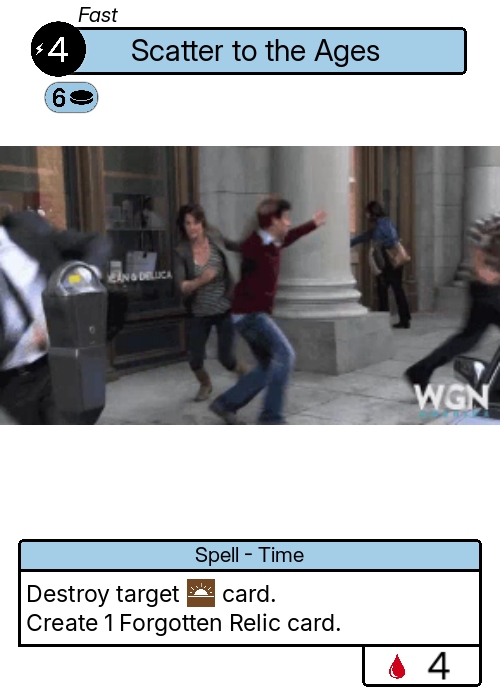 Fast
4
Scatter to the Ages
6
DEAN & DELUCA
WGN
Spell - Time
Destroy target card.
Create 1 Forgotten Relic card.
4